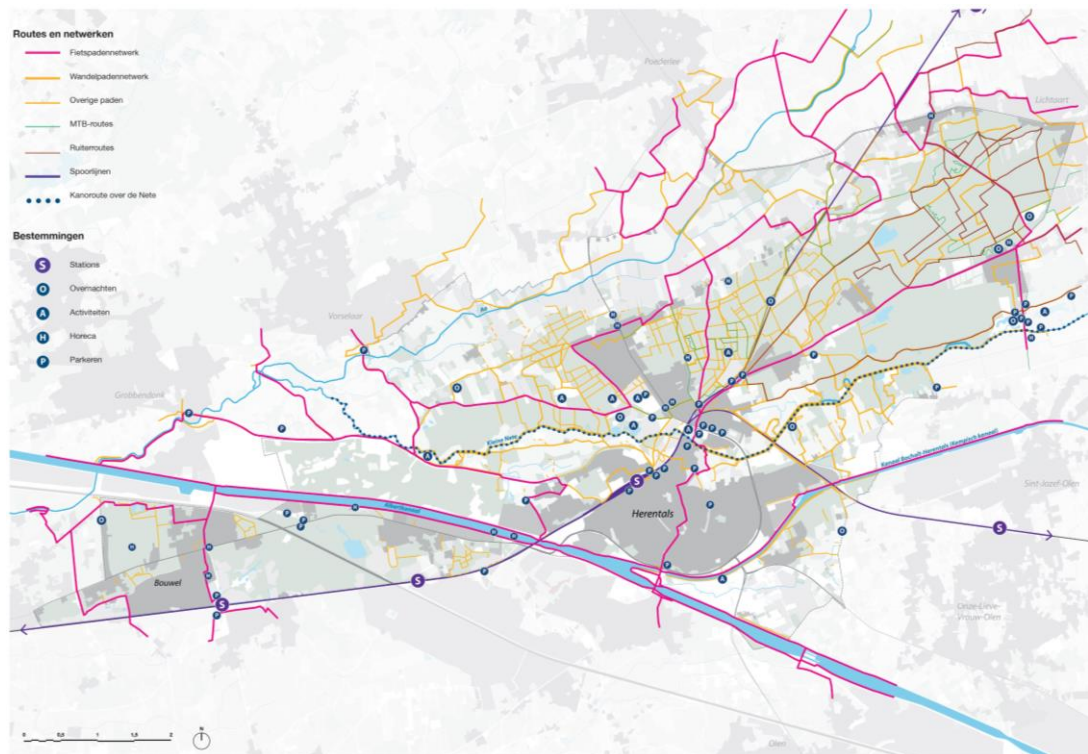 Routes en netwerken
Fietspadennetwerk
Wandelpadennetwerk
Overige paden
MTB-routes
Ruiterroutes
Spoorlijnen
Kanoroute over de Nete
Bestemmingen
S Stations
O Overnachten
A Activiteiten
H Horeca
P Parkeren
Poederlee
Lichtaart
Vorselaar
Aa
Grobbendonk
Kleine Nete
Kanaal Bocholt-Herentals (Kempisch kanaal)
Sint-Jozef-Olen
Herentals
Albertkanaal
Bouwel
Onze-Lieve-
Vrouw-Olen
Olen
0 0,5 1 1,5 2
N